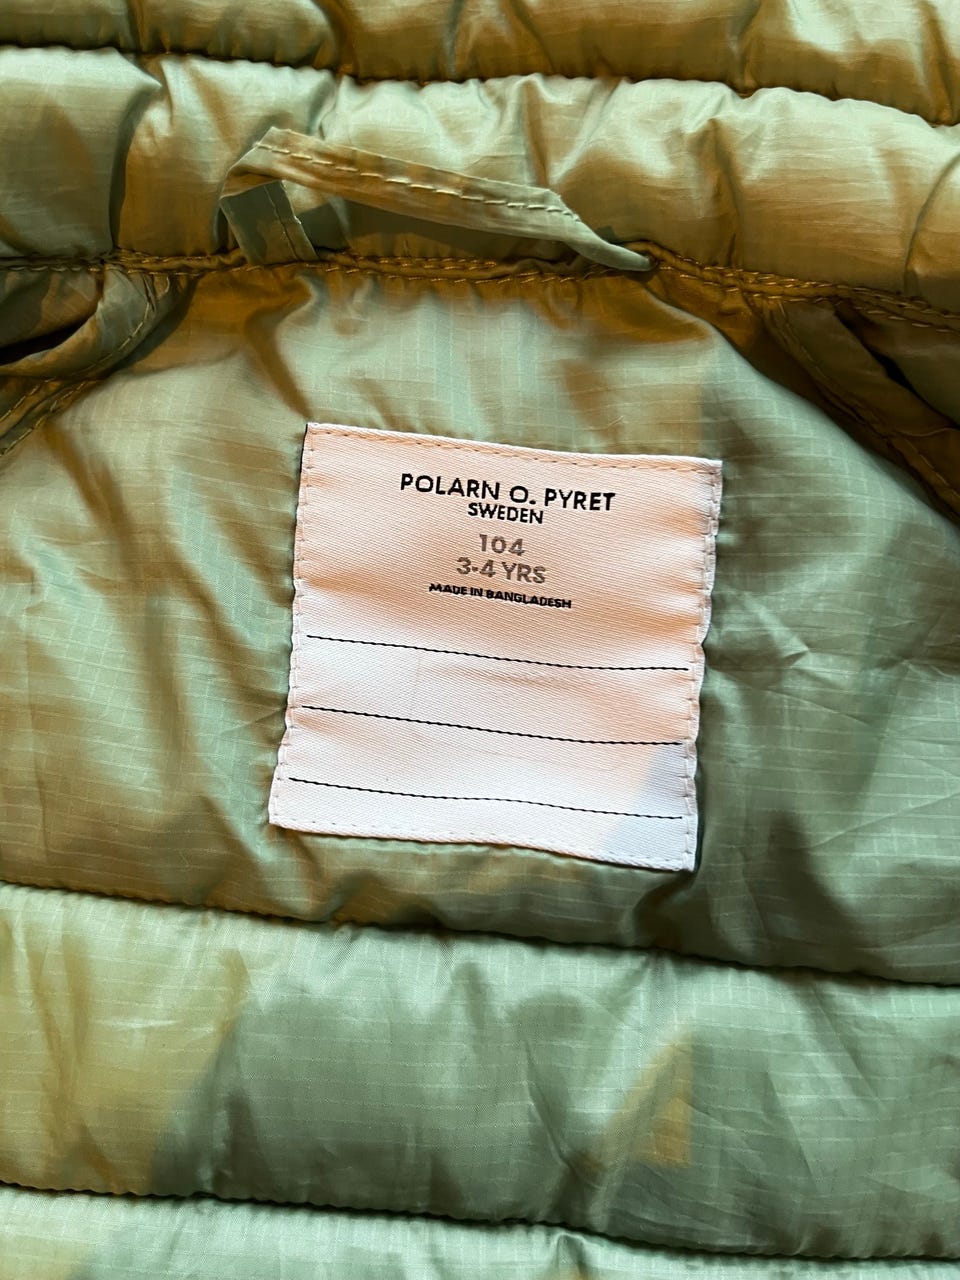 POLARN O. PYRET
SWEDEN
104
3-4 YRS
MADE IN BANGLADESH